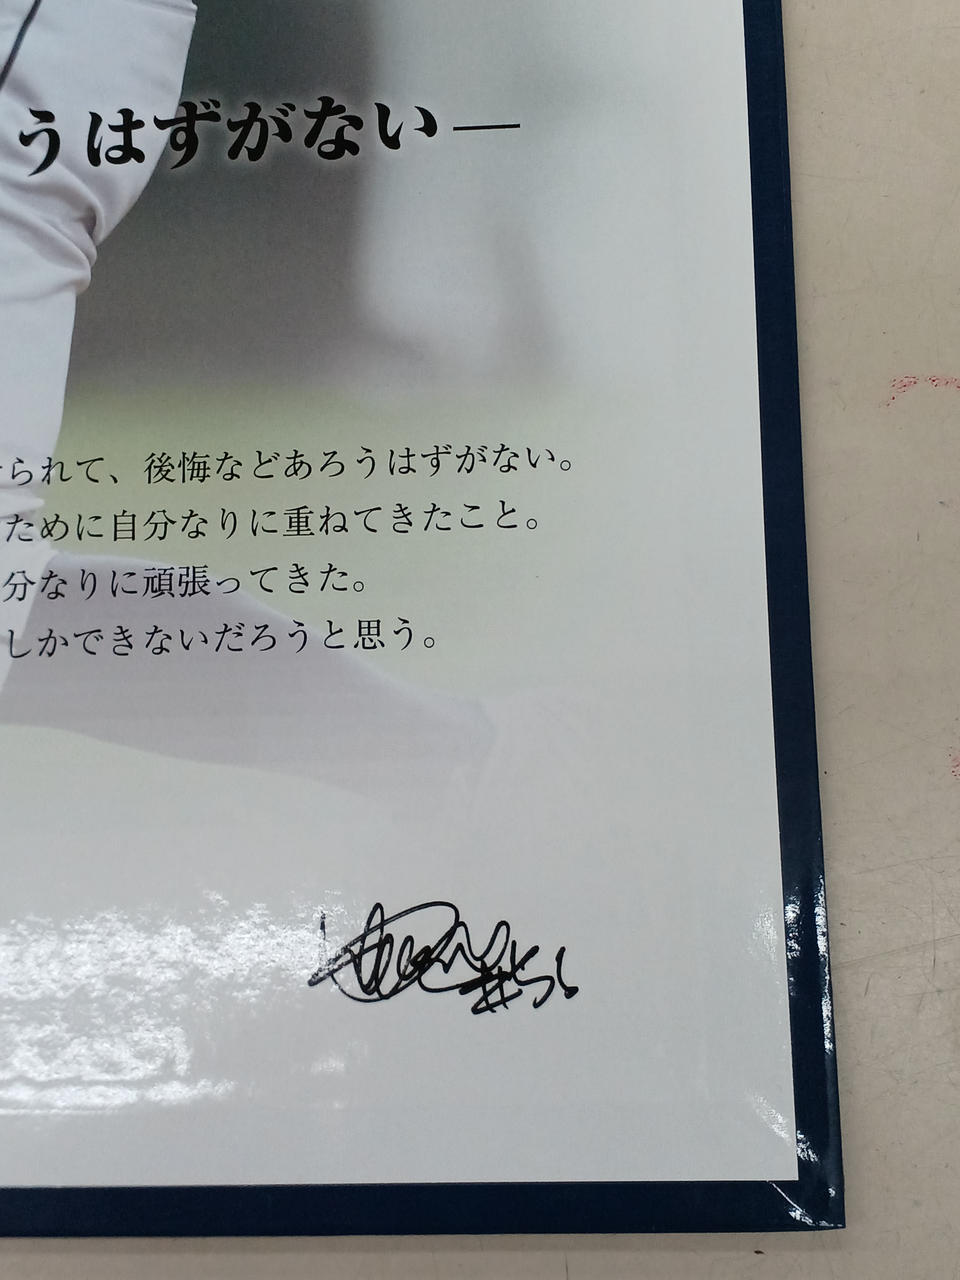 うはずがない―
られて、後悔などあろうはずがない。
ために自分なりに重ねてきたこと。
分なりに頑張ってきた。
しかできないだろうと思う。
#51